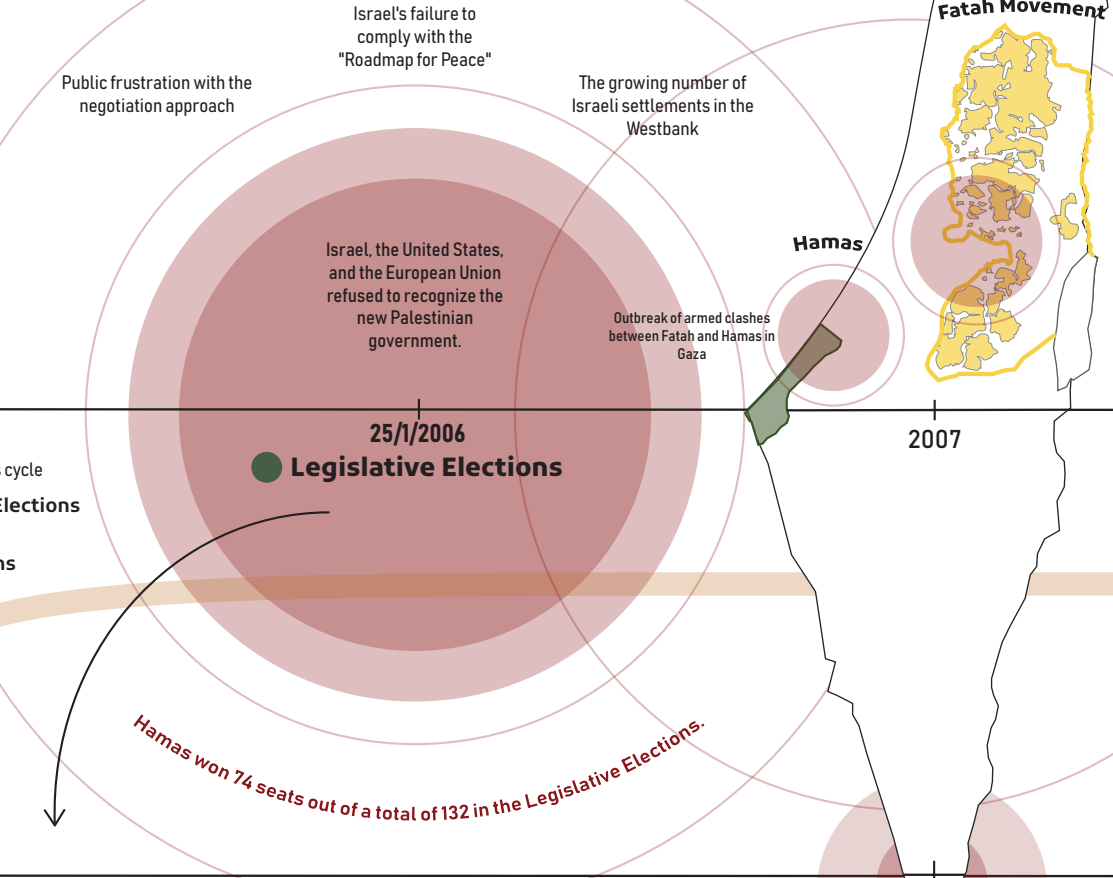 Fatah Movement
Israel's failure to
comply with the
"Roadmap for Peace"
Public frustration with the
negotiation approach
The growing number of
Israeli settlements in the
Westbank
Israel, the United States,
and the European Union
refused to recognize the
new Palestinian
government.
Hamas
Outbreak of armed clashes
between Fatah and Hamas in
Gaza
25/1/2006
2007
Legislative Elections
cycle
Elections
Hamas won 74 seats out of a total of 132 in the Legislative Elections.